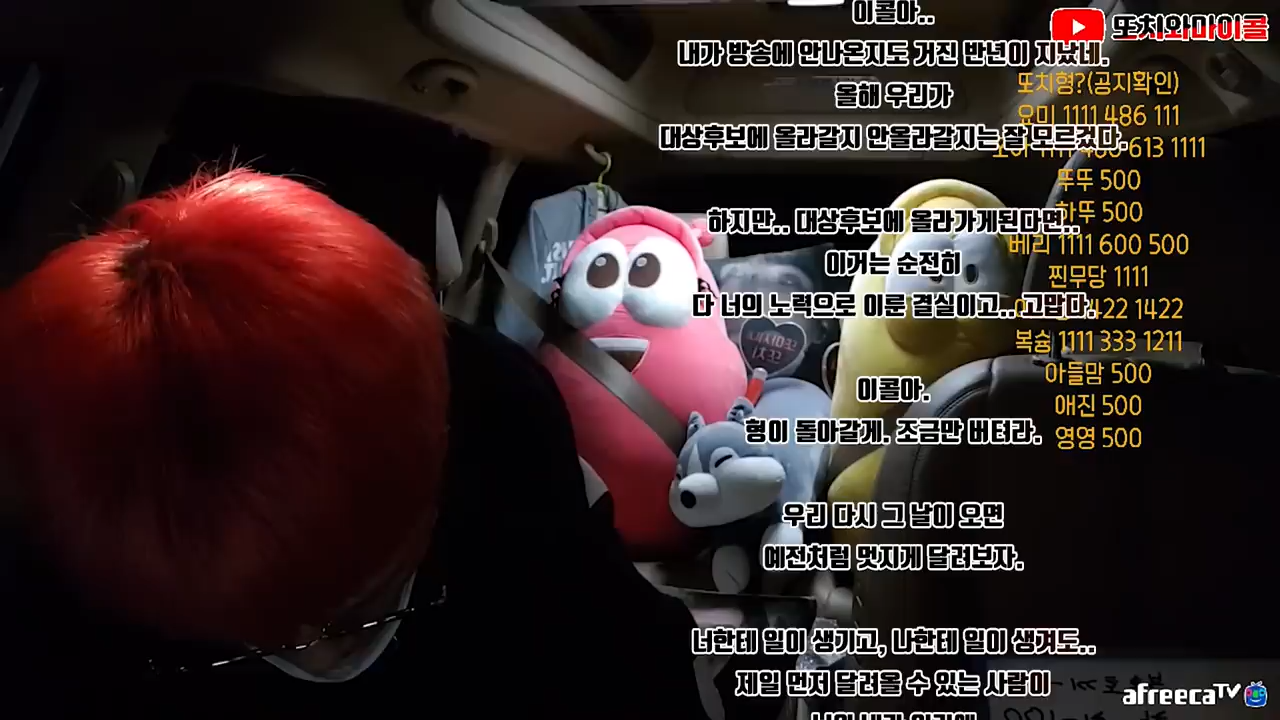 이콜아..
내가 방송에 안나온지도 거진 반년이 지났네.
올해 우리가
대상후보에 올라갈지 안올라갈지는 잘 모르겠다.
하지만.. 대상후보에 올라가게된다면..
이거는 순전히
다 너의 노력으로 이룬 결실이고.. 고맙다.
이콜아.
형이 돌아갈게. 조금만 버텨라.
우리 다시 그 날이 오면
예전처럼 멋지게 달려보자.
너한테 일이 생기고, 나한테 일이 생겨도..
제일 먼저 달려올 수 있는 사람이
또치와마이콜
또치형?(공지확인)
요미 1111 486 111
613 1111
뚜뚜 500
하뚜 500
베리 1111 600 500
찐무당 1111
422 1422
복슝 1111 333 1211
아들맘 500
애진 500
영영 500
afreecaTV